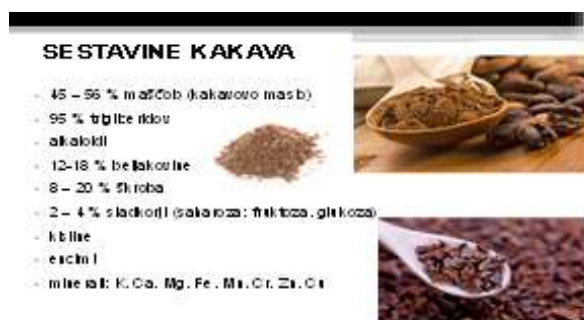 SESTAVINE KAKAVA
- 45 – 56 % maščob (kakavovo maslo)
- 95 % trigliceridov
- alkaloidi
- 12-18 % beljakovine
- 8 – 20 % škroba
- 2 – 4 % sladkorji (saharoza: fruktoza, glukoza)
- kisline
- encimi
- minerali: K, Ca, Mg, Fe, Mn, Cr, Zn, Cu